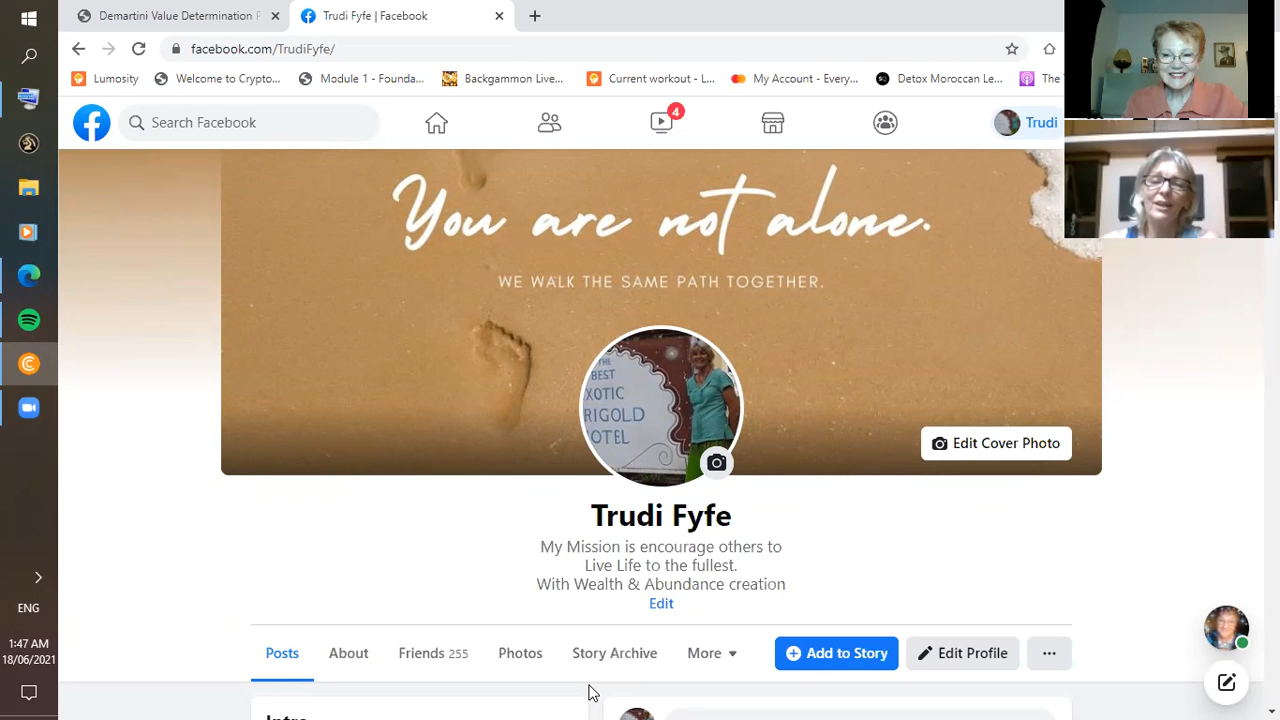 Demartini Value Determination P
Trudi Fyfe | Facebook
facebook.com/TrudiFyfe/
Lumosity
Welcome to Crypto...
Module 1 - Founda...
Backgammon Live...
Current workout - L...
My Account - Every...
Detox Moroccan Le...
The
Search Facebook
4
Trudi
You are not alone.
WE WALK THE SAME PATH TOGETHER.
THE
BEST
EXOTIC
RIGOLD
HOTEL
Edit Cover Photo
Trudi Fyfe
My Mission is encourage others to
Live Life to the fullest.
With Wealth & Abundance creation
Edit
Posts
About
Friends 255
Photos
Story Archive
More
Add to Story
Edit Profile
Intro
ENG
1:47 AM
18/06/2021